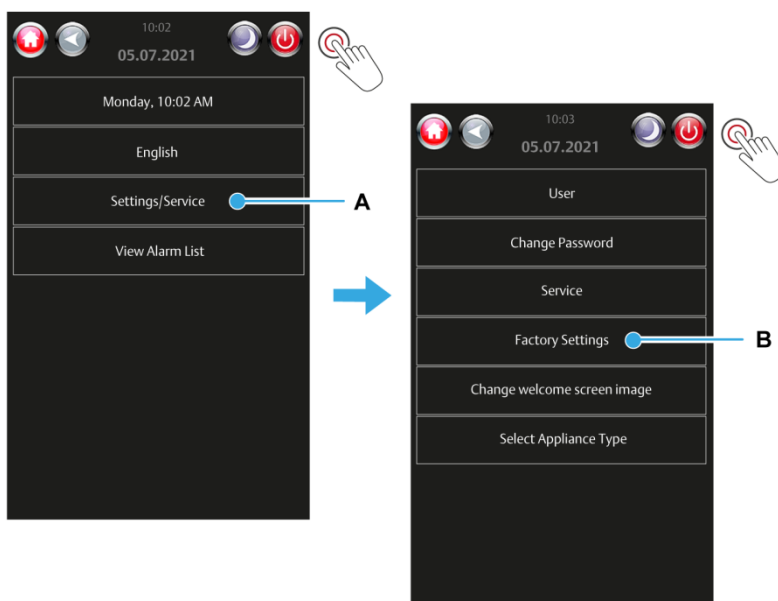 10:02
05.07.2021
Monday, 10:02 AM
English
Settings/Service
A
View Alarm List
10:03
05.07.2021
User
Change Password
Service
Factory Settings
B
Change welcome screen image
Select Appliance Type